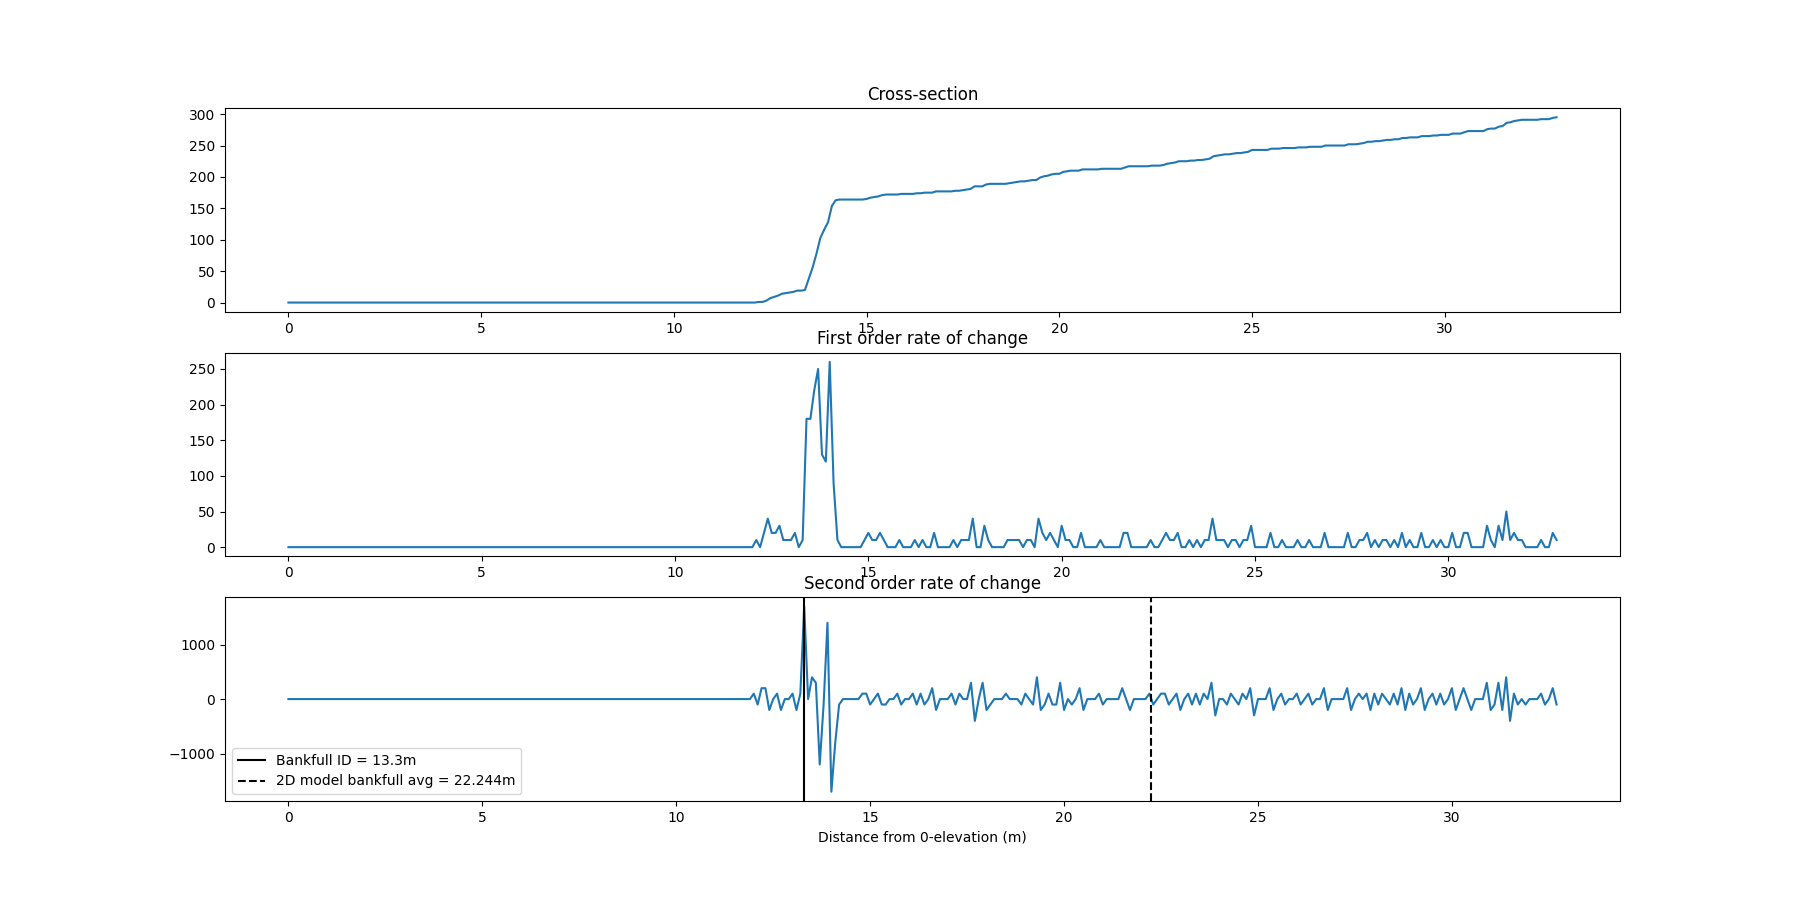 Cross-section
300
250
200
150
100
50
0
0 5 10 15 20 25 30
First order rate of change
250
200
150
100
50
0
0 5 10 15 20 25 30
Second order rate of change
1000
0
−1000
Bankfull ID = 13.3m
2D model bankfull avg = 22.244m
0 5 10 15 20 25 30
Distance from 0-elevation (m)